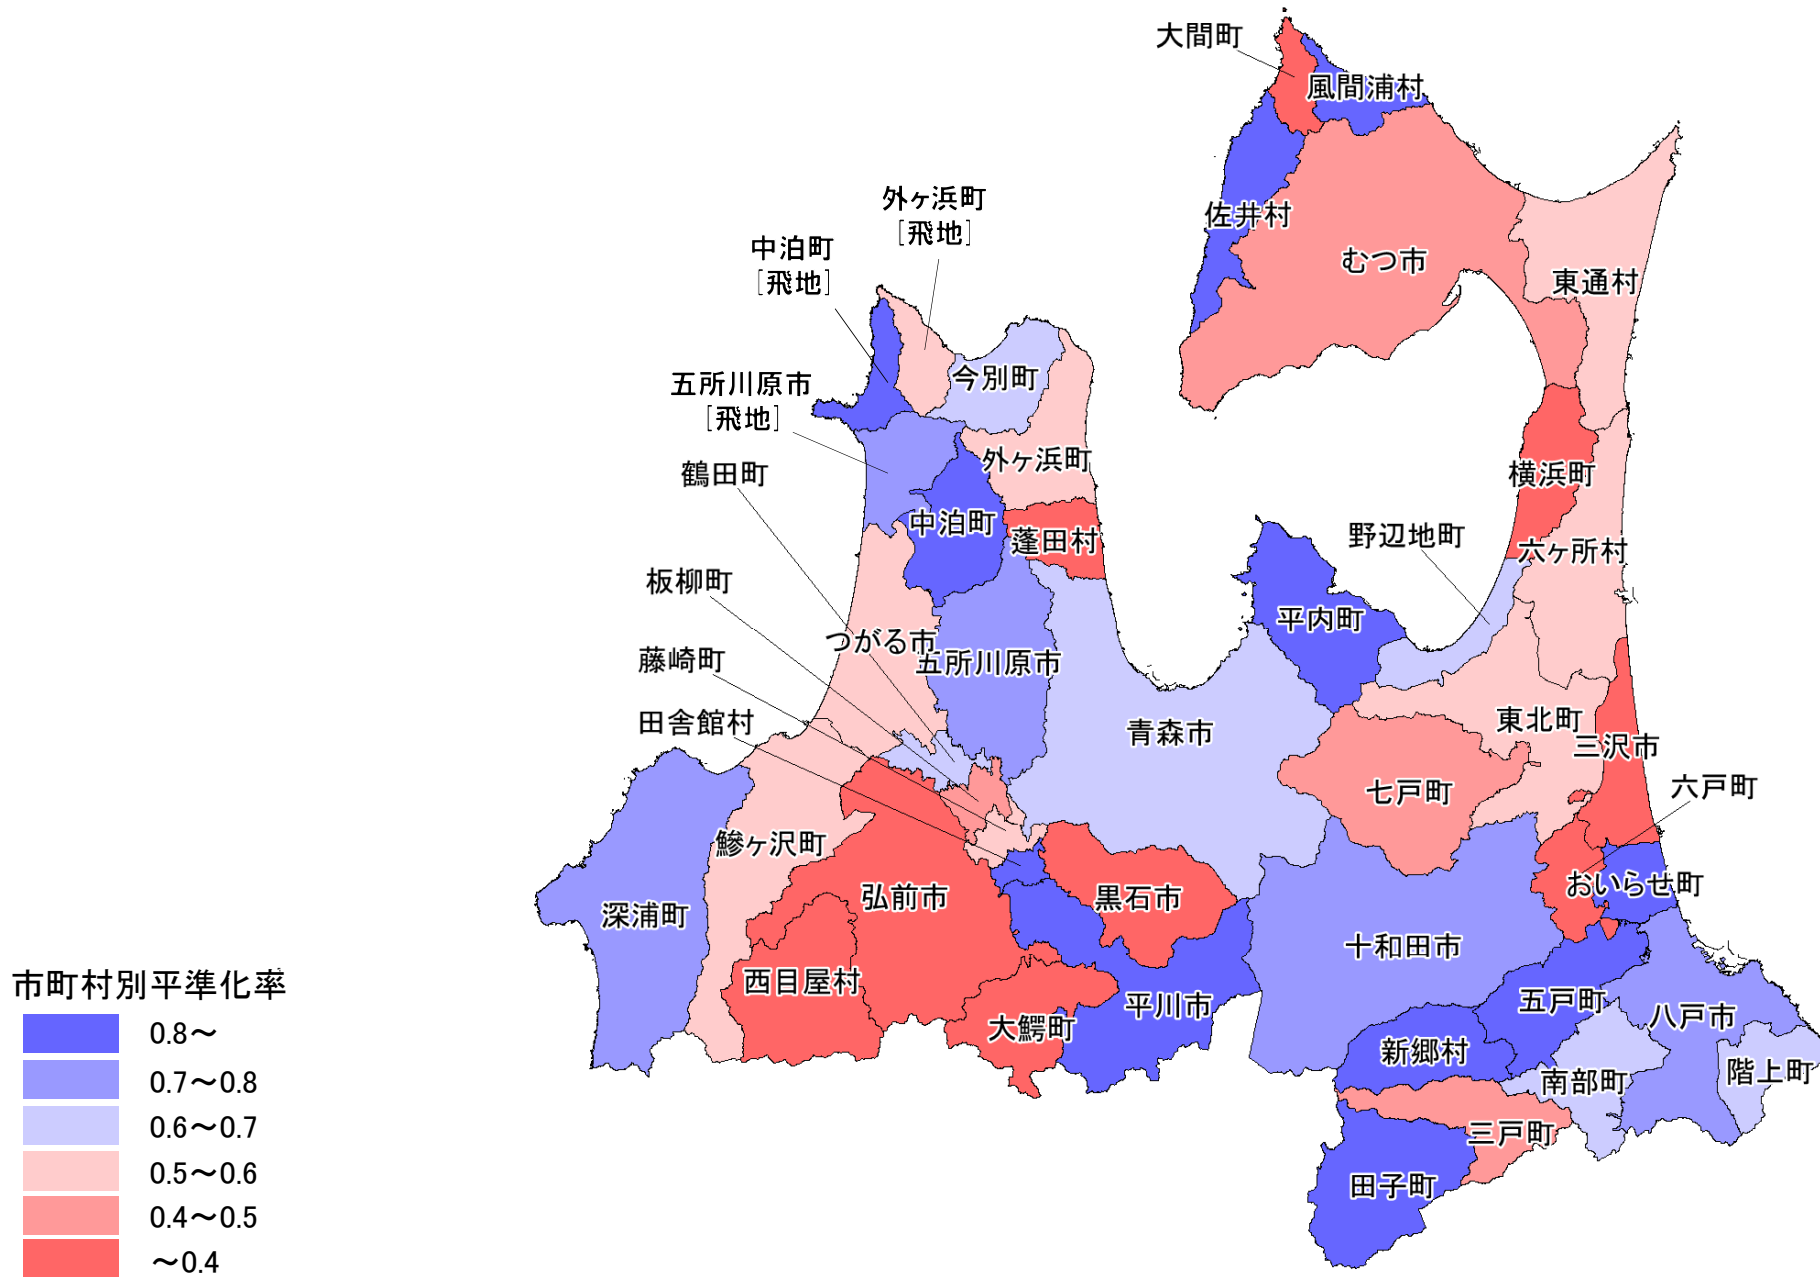 大間町
風間浦村
外ヶ浜町
[飛地]
佐井村
中泊町
[飛地]
むつ市
東通村
五所川原市
[飛地]
今別町
外ヶ浜町
鶴田町
横浜町
中泊町
蓬田村
野辺地町
六ヶ所村
板柳町
平内町
つがる市
五所川原市
藤崎町
田舎館村
青森市
東北町
三沢市
七戸町
六戸町
鰺ヶ沢町
弘前市
黒石市
おいらせ町
深浦町
十和田市
西目屋村
平川市
五戸町
八戸市
大鰐町
新郷村
南部町
階上町
三戸町
田子町
市町村別平準化率
0.8～
0.7～0.8
0.6～0.7
0.5～0.6
0.4～0.5
～0.4